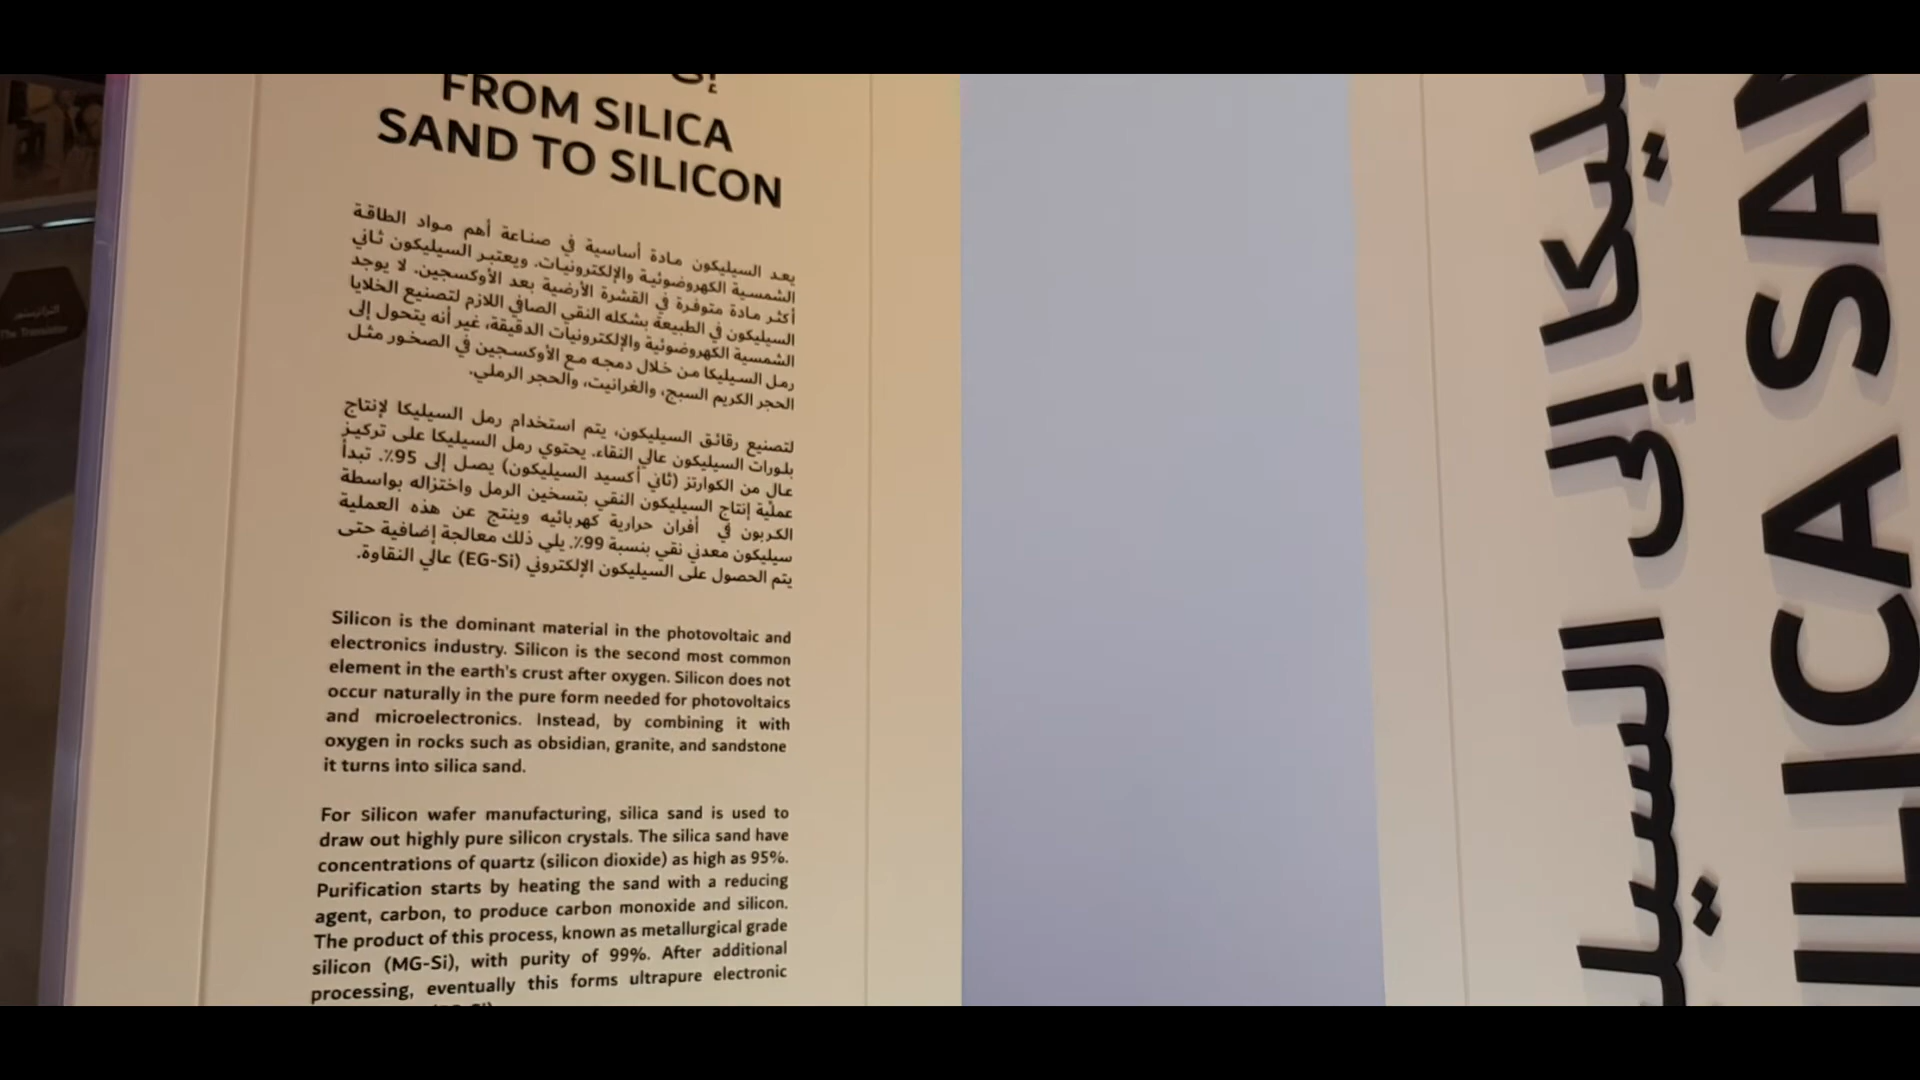 FROM SILICA
SAND TO SILICON
يعد السيليكون مادة أساسية في صناعة أهم مواد الطاقة
الشمسية الكهروضوئية والإلكترونيات. ويعتبر السيليكون ثاني
أكثر مادة متوفرة في القشرة الأرضية بعد الأوكسجين. لا يوجد
السيليكون في الطبيعة بشكله النقي الصافي اللازم لتصنيع الخلايا
الشمسية الكهروضوئية والإلكترونيات الدقيقة، غير أنه يتحول إلى
رمل السيليكا من خلال دمجه مع الأوكسجين في الصخور مثل
الحجر الكريم السبج، والغرانيت، والحجر الرملي.
لتصنيع رقائق السيليكون، يتم استخدام رمل السيليكا لإنتاج
بلورات السيليكون عالي النقاء. يحتوي رمل السيليكا على تركيز
عالٍ من الكوارتز (ثاني أكسيد السيليكون) يصل إلى 95٪. تبدأ
عملية إنتاج السيليكون النقي بتسخين الرمل واختزاله بواسطة
الكربون في أفران حرارية كهربائيه وينتج عن هذه العملية
سيليكون معدني نقي بنسبة 99٪. يلي ذلك معالجة إضافية حتى
يتم الحصول على السيليكون الإلكتروني (EG-Si) عالي النقاوة.
Silicon is the dominant material in the photovoltaic and
electronics industry. Silicon is the second most common
element in the earth's crust after oxygen. Silicon does not
occur naturally in the pure form needed for photovoltaics
and microelectronics. Instead, by combining it with
oxygen in rocks such as obsidian, granite, and sandstone
it turns into silica sand.
For silicon wafer manufacturing, silica sand is used to
draw out highly pure silicon crystals. The silica sand have
concentrations of quartz (silicon dioxide) as high as 95%.
Purification starts by heating the sand with a reducing
agent, carbon, to produce carbon monoxide and silicon.
The product of this process, known as metallurgical grade
silicon (MG-Si), with purity of 99%. After additional
processing, eventually this forms ultrapure electronic
الترانزستور
The Transistor
إلى